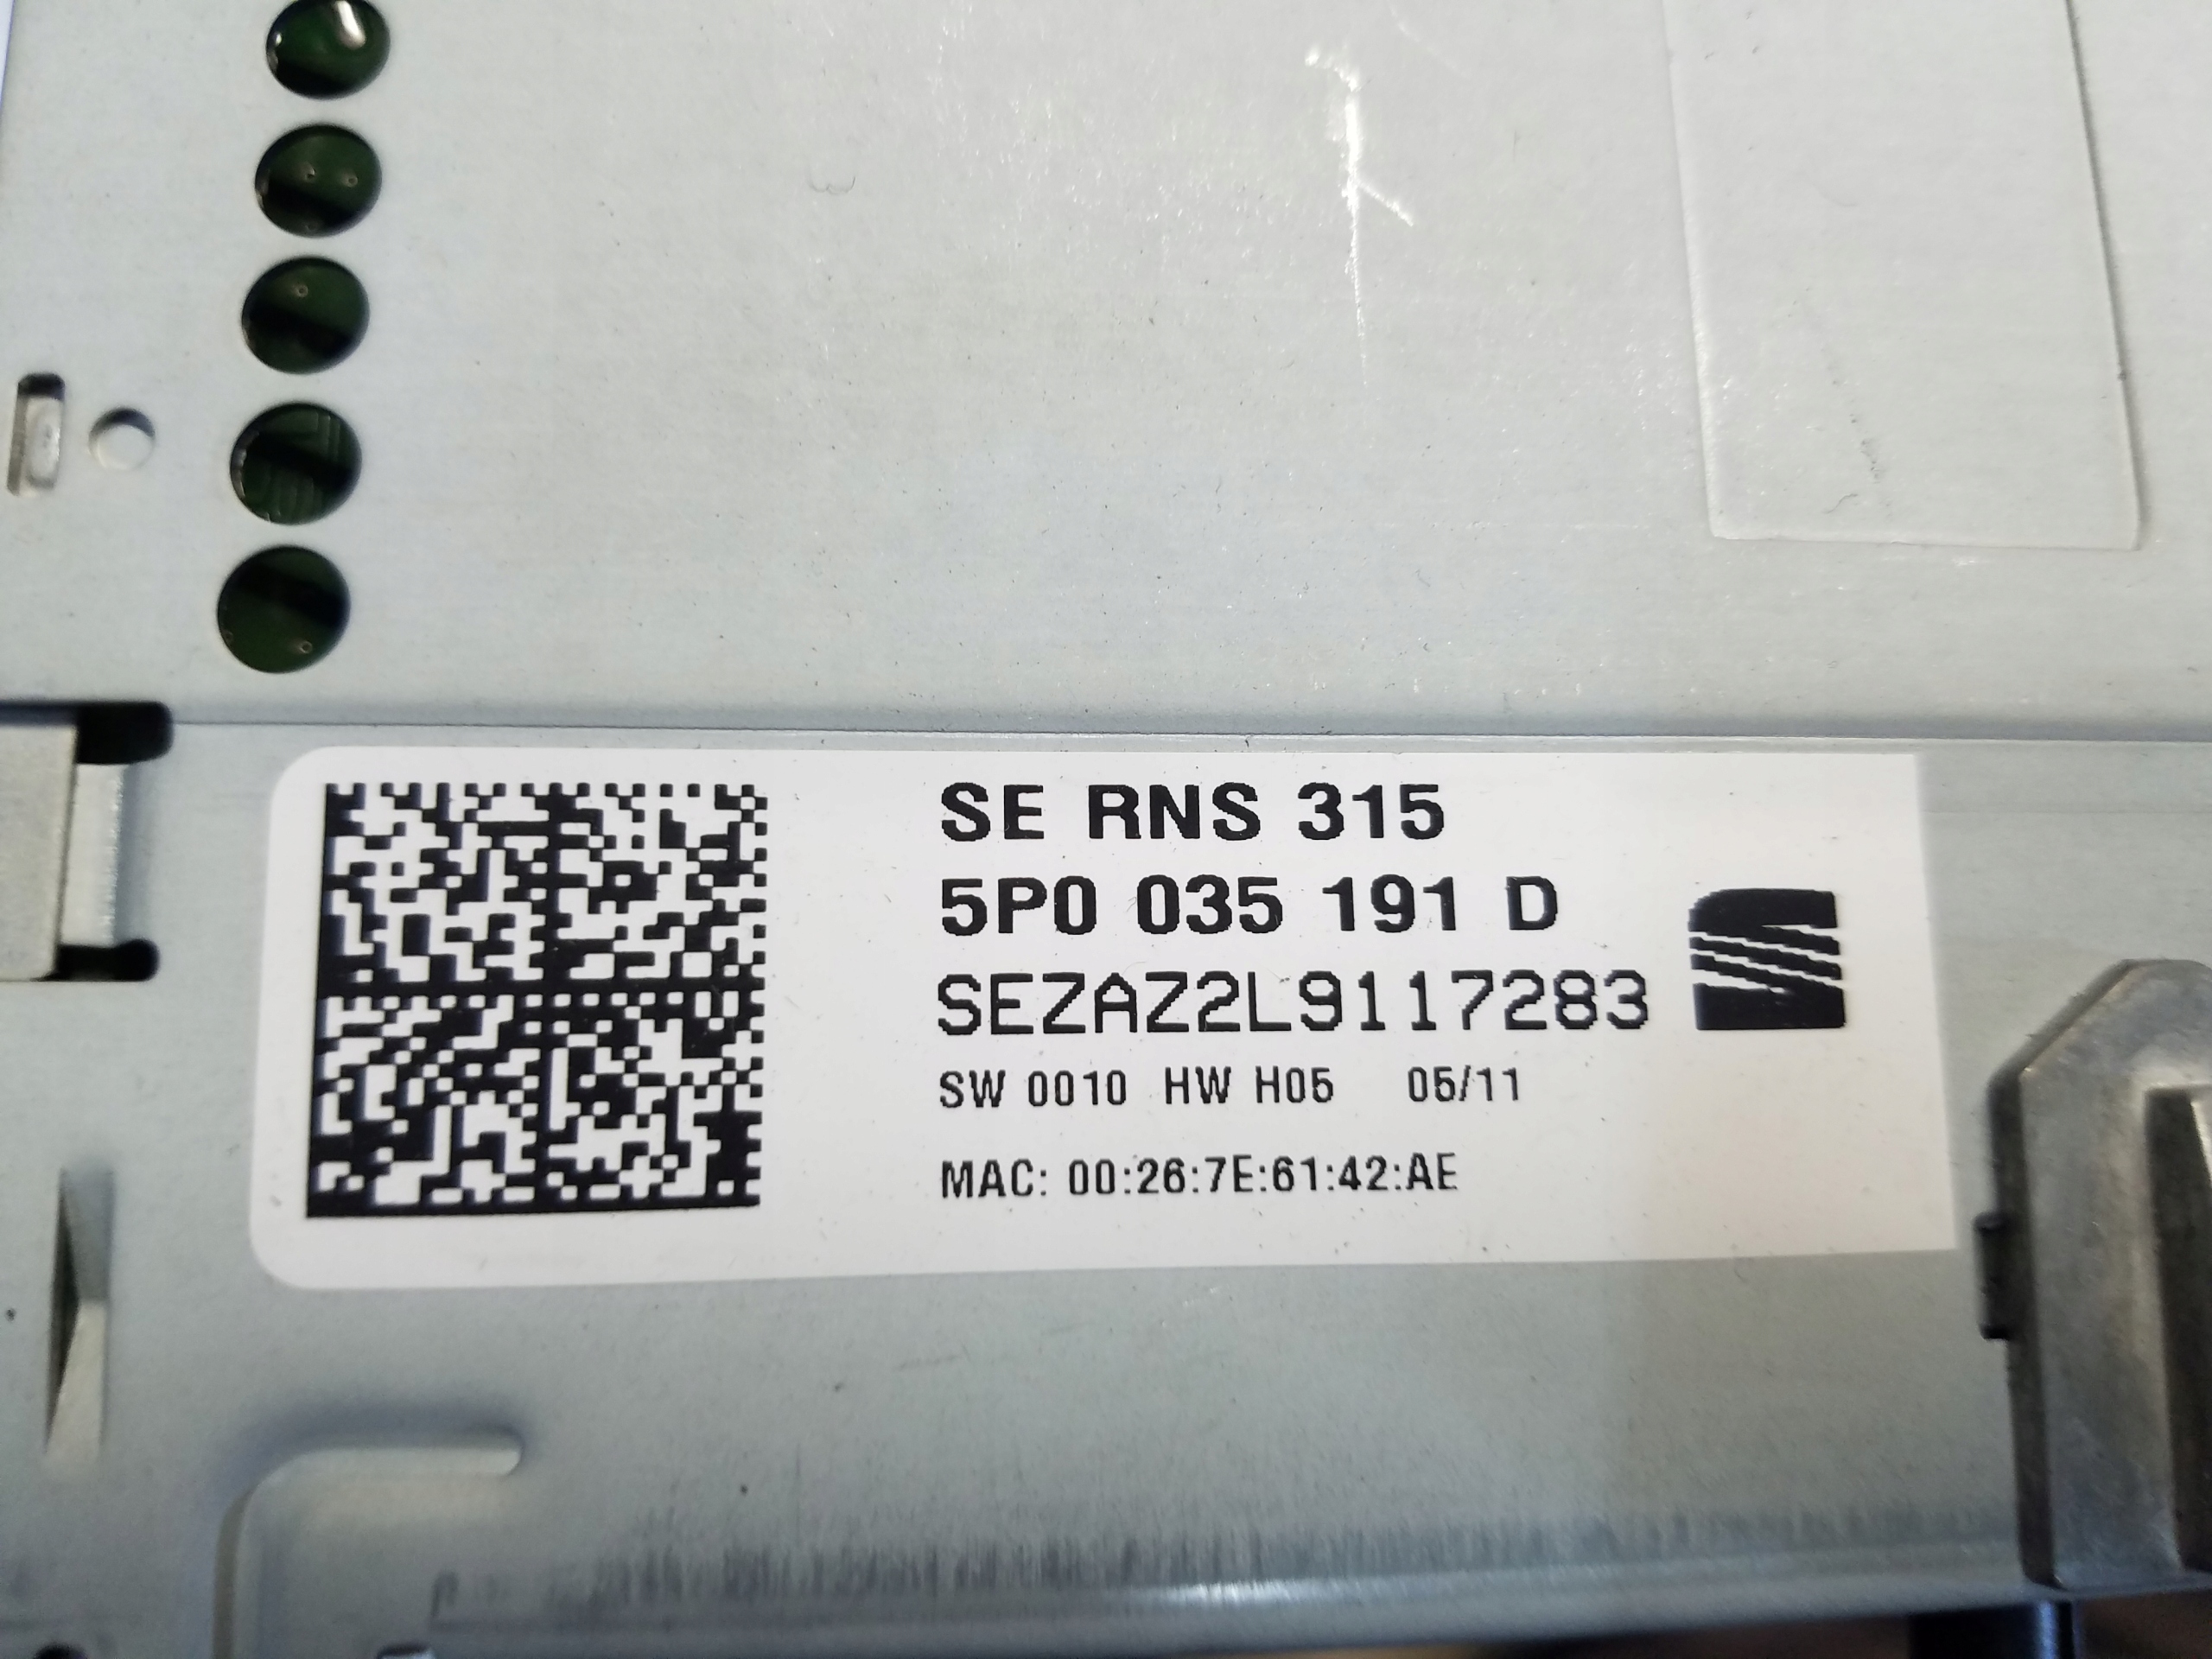 SE RNS 315
5P0 035 191 D
SEZAZ2L9117283
SW 0010 HW H05 05/11
MAC: 00:26:7E:61:42:AE